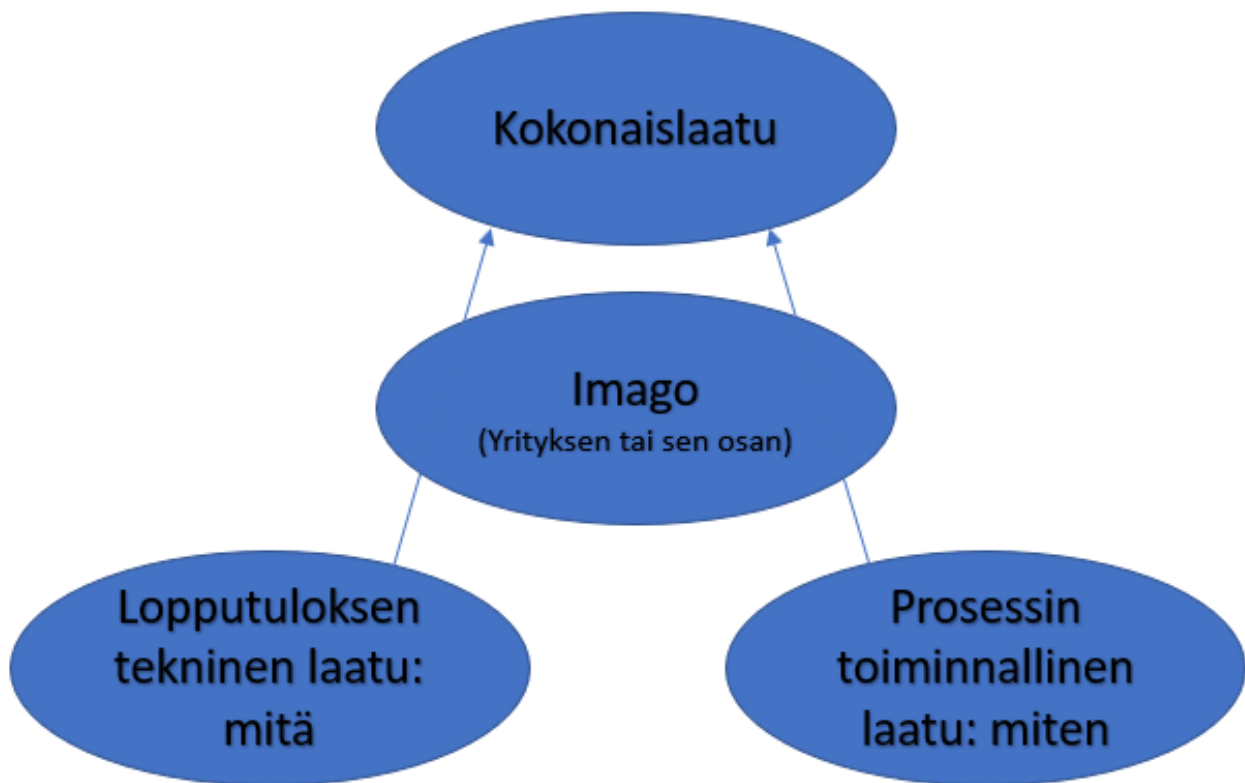 Kokonaislaatu
Imago
(Yrityksen tai sen osan)
Lopputuloksen
tekninen laatu:
mitä
Prosessin
toiminnallinen
laatu: miten